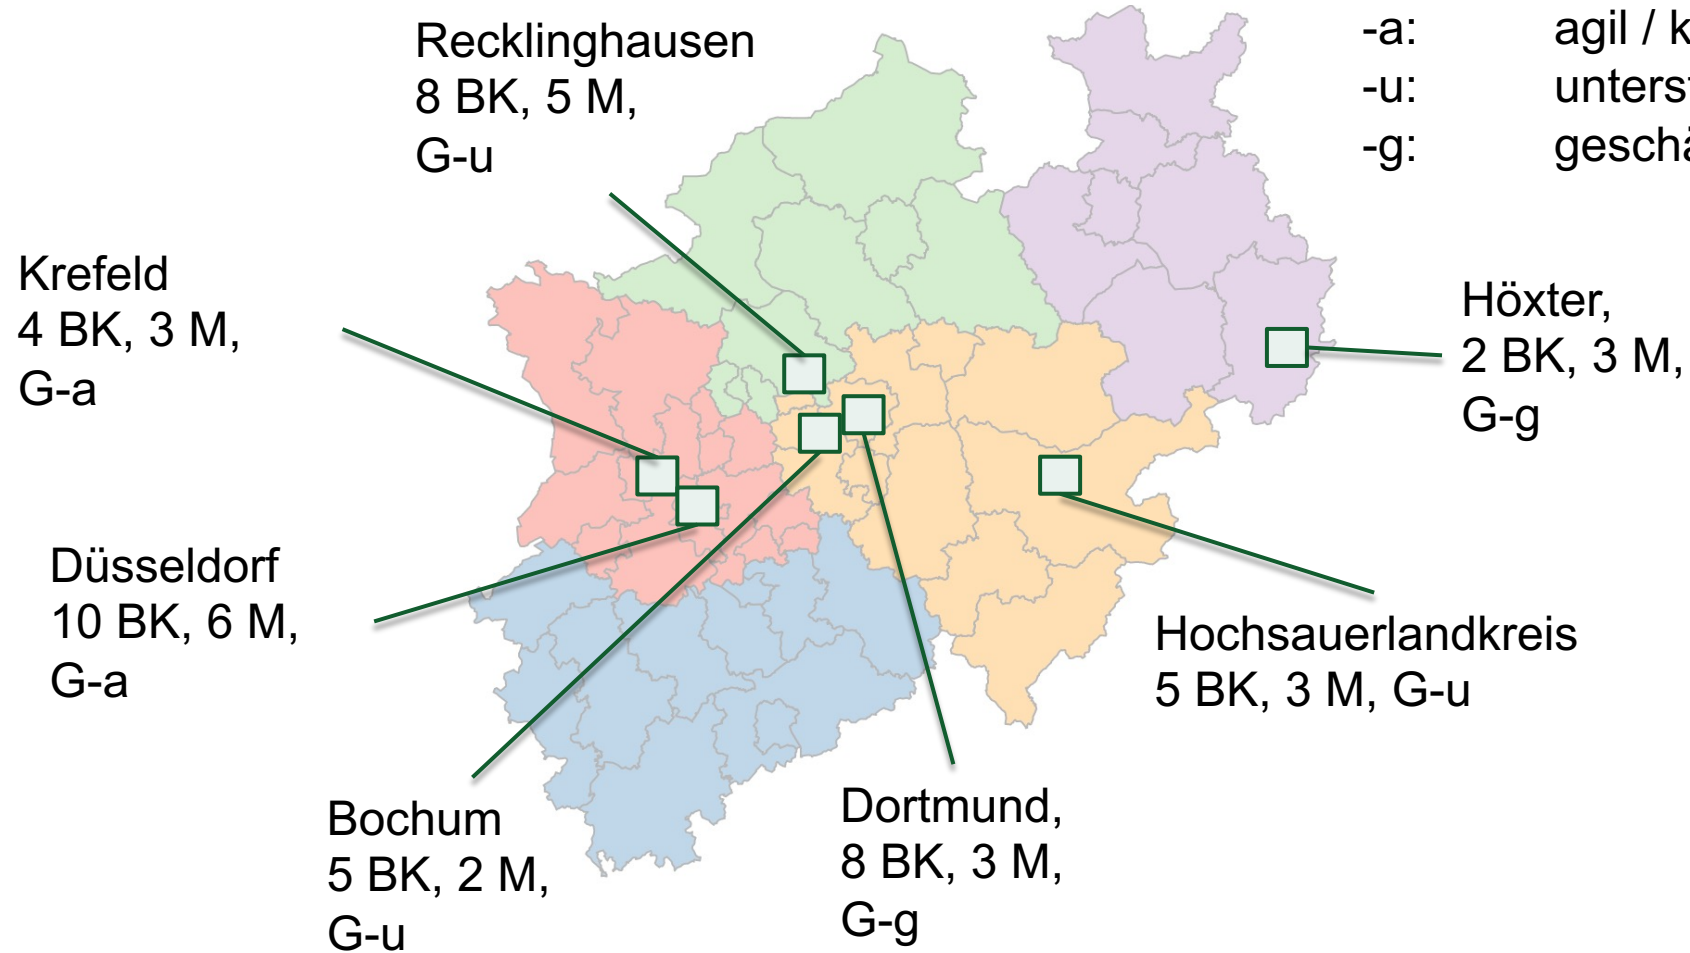 Recklinghausen
8 BK, 5 M,
G-u
-a: agil /
-u:
-g:
Krefeld
4 BK, 3 M,
G-a
Höxter,
2 BK, 3 M,
G-g
Düsseldorf
10 BK, 6 M,
G-a
Hochsauerlandkreis
5 BK, 3 M, G-u
Bochum
5 BK, 2 M,
G-u
Dortmund,
8 BK, 3 M,
G-g